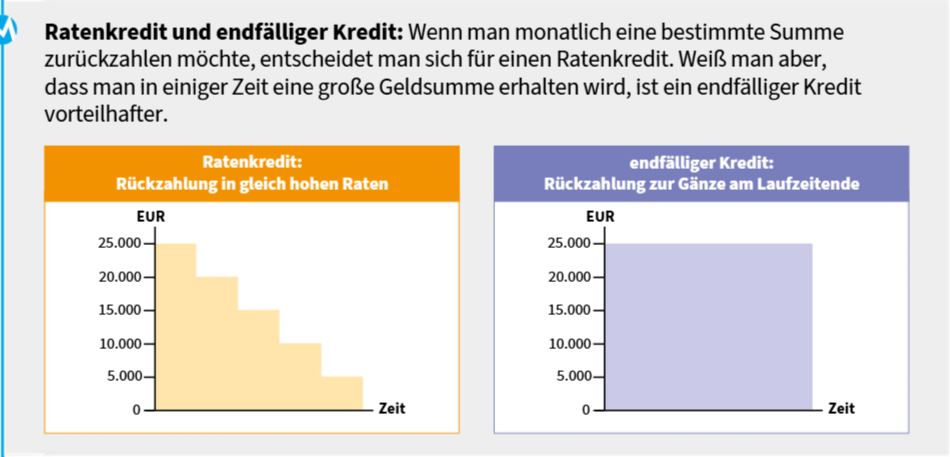 Ratenkredit und endfälliger Kredit: Wenn man monatlich eine bestimmte Summe
zurückzahlen möchte, entscheidet man sich für einen Ratenkredit. Weiß man aber,
dass man in einiger Zeit eine große Geldsumme erhalten wird, ist ein endfälliger Kredit
vorteilhafter.
Ratenkredit:
Rückzahlung in gleich hohen Raten
EUR
25.000
20.000
15.000
10.000
5.000
0
Zeit
endfälliger Kredit:
Rückzahlung zur Gänze am Laufzeitende
EUR
25.000
20.000
15.000
10.000
5.000
0
Zeit